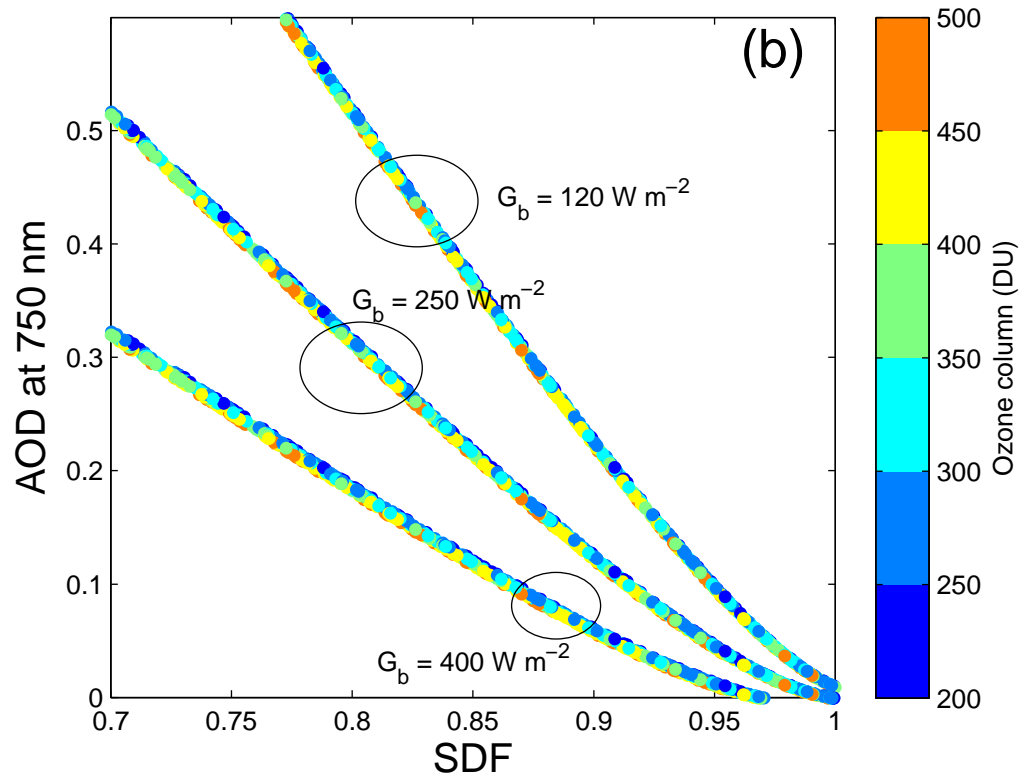 (b)
G_b = 120 W m^−2
G_b = 250 W m^−2
G_b = 400 W m^−2
0.5
0.4
0.3
0.2
0.1
0
AOD at 750 nm
0.7 0.75 0.8 0.85 0.9 0.95 1
SDF
500
450
400
350
300
250
200
Ozone column (DU)